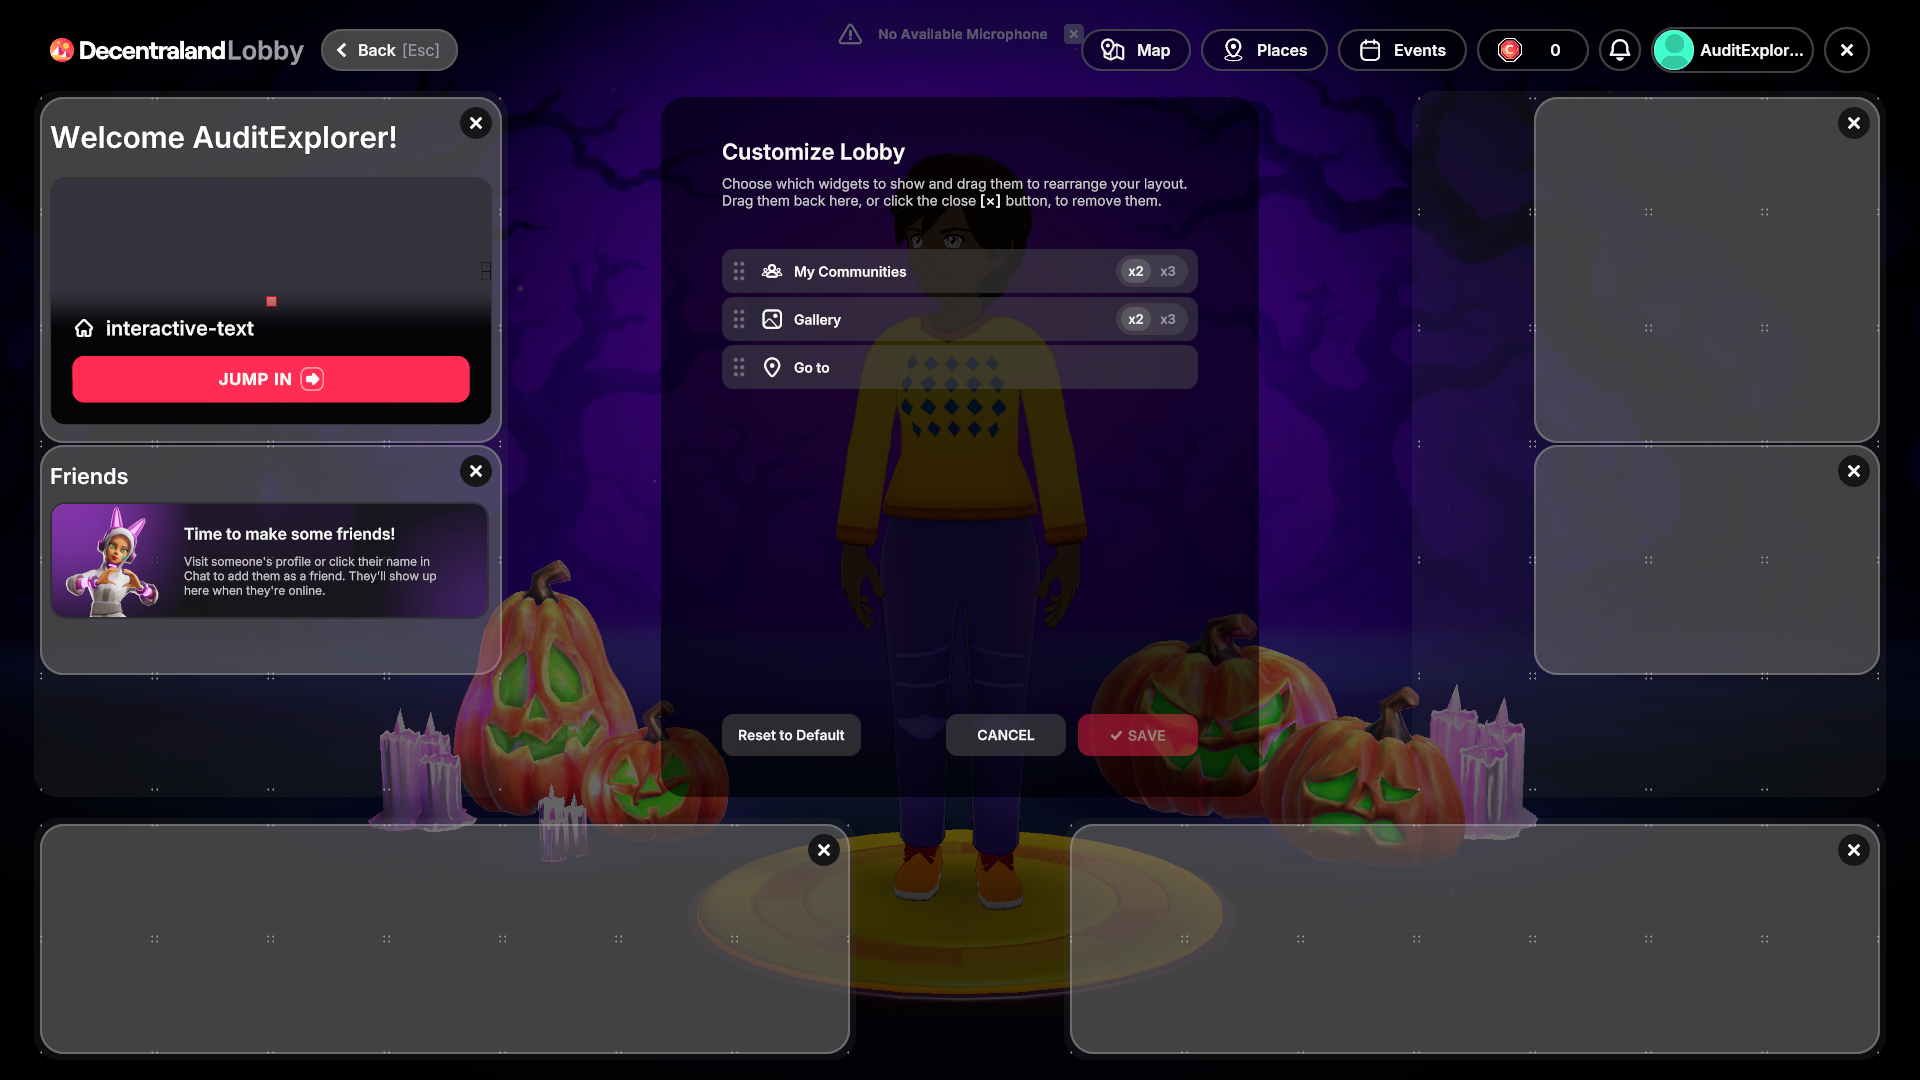 No Available Microphone
Decentraland Lobby
Back [Esc]
Map
Places
Events
0
AuditExplor...
Welcome AuditExplorer!
interactive-text
JUMP IN
Friends
Time to make some friends!
Visit someone's profile or click their name in
Chat to add them as a friend. They'll show up
here when they're online.
Customize Lobby
Choose which widgets to show and drag them to rearrange your layout.
Drag them back here, or click the close [×] button, to remove them.
My Communities
x2 x3
Gallery
x2 x3
Go to
Reset to Default
CANCEL
SAVE